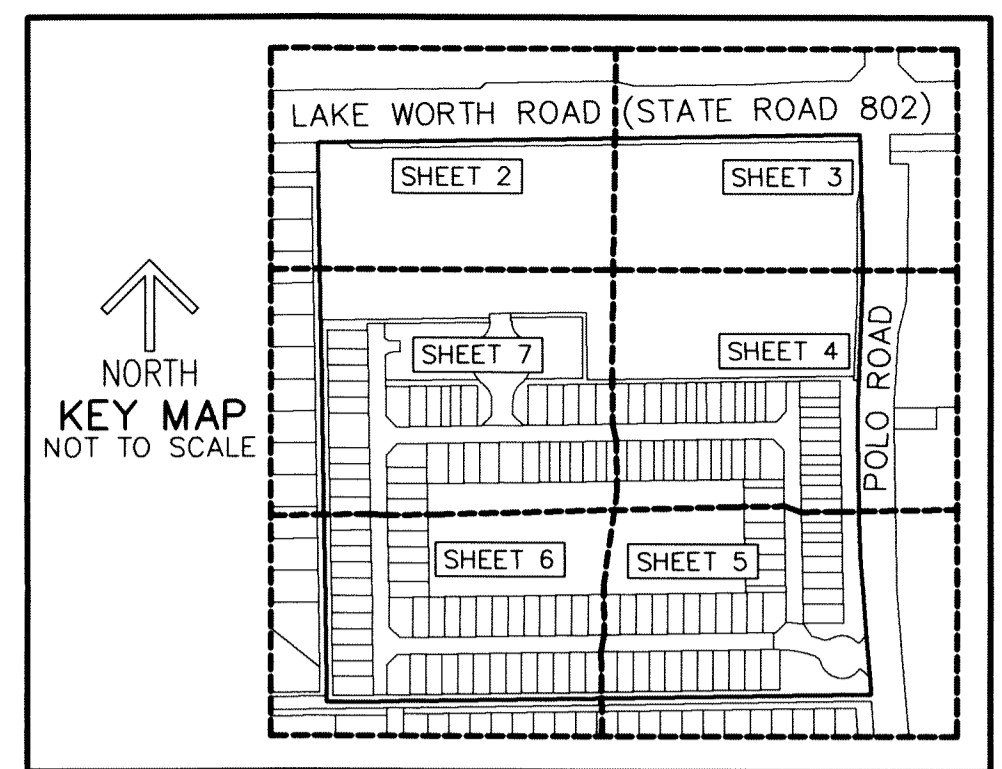 LAKE WORTH ROAD (STATE ROAD 802)
SHEET 2
SHEET 3
SHEET 7
SHEET 4
POLO ROAD
NORTH
KEY MAP
NOT TO SCALE
SHEET 6
SHEET 5